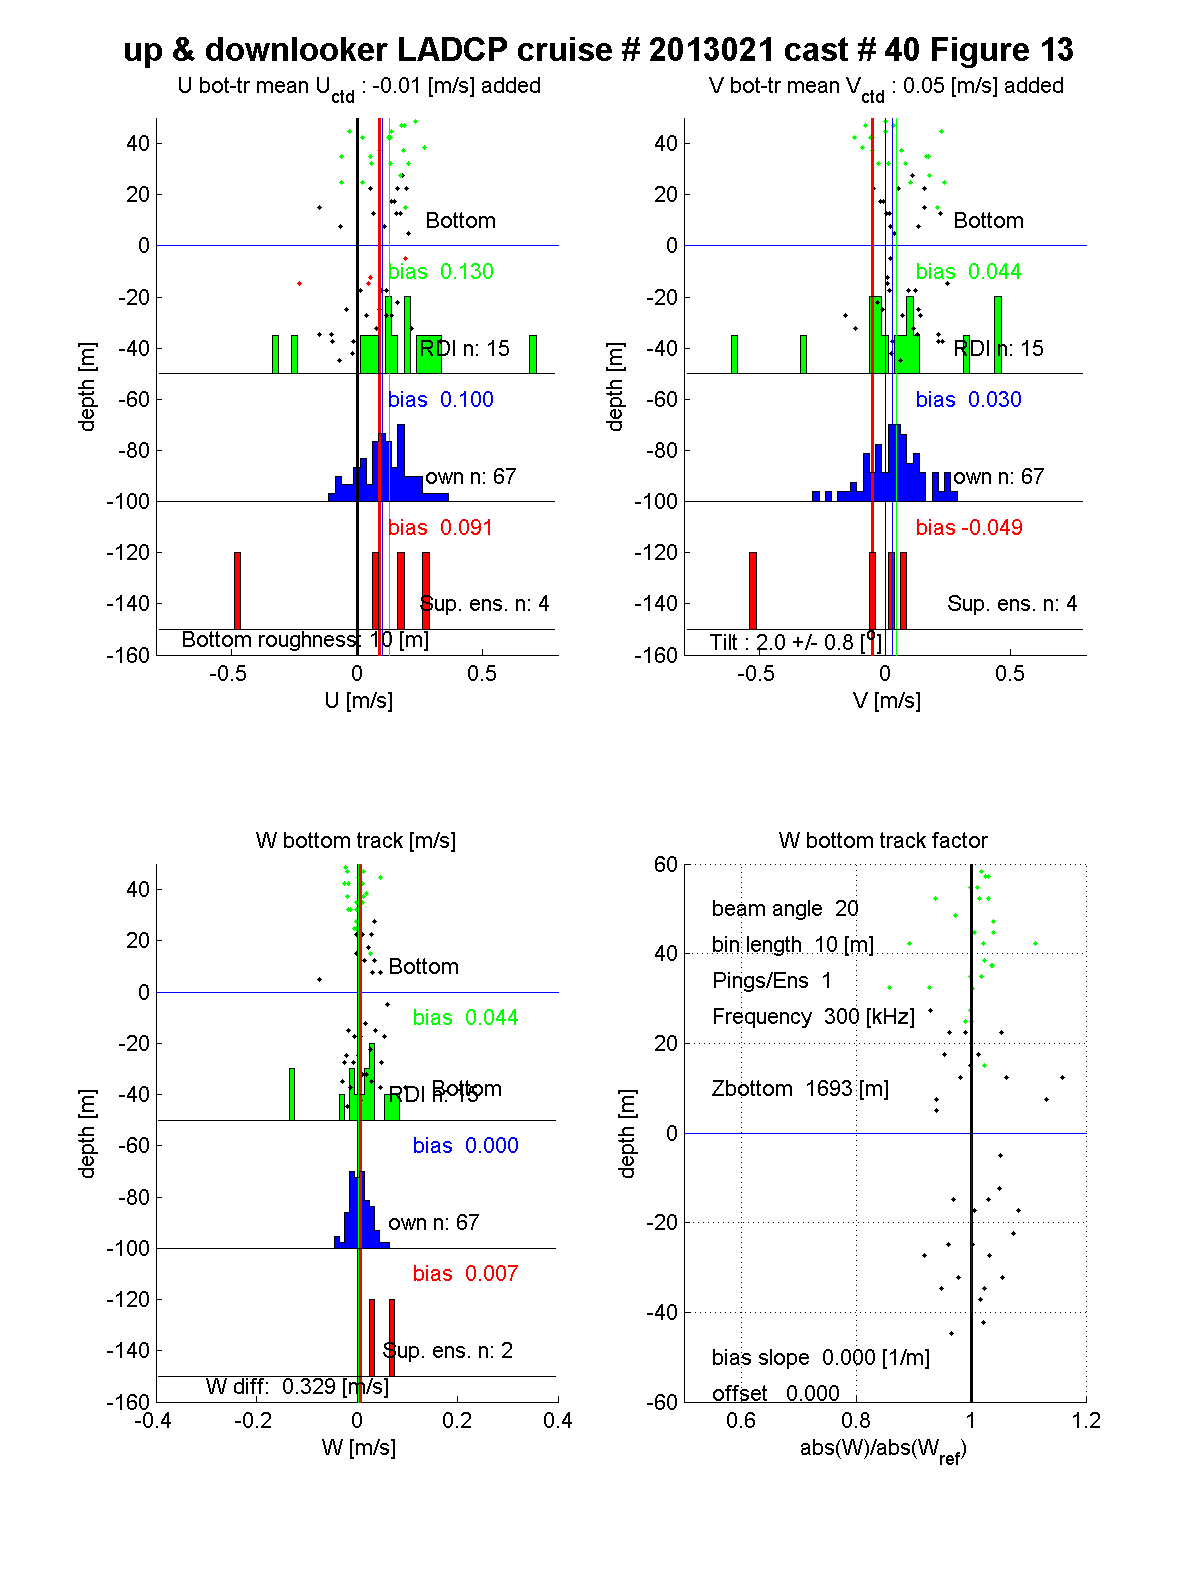 up & downlooker LADCP cruise # 2013021 cast # 40 Figure 13
U bot-tr mean Uctd : -0.01 [m/s] added
40
20
0
-20
-40
-60
-80
-100
-120
-140
-160
depth [m]
Bottom
bias 0.130
RDI n: 15
bias 0.100
own n: 67
bias 0.091
Sup. ens. n: 4
Bottom roughness: 10 [m]
-0.5 0 0.5
U [m/s]
V bot-tr mean Vctd : 0.05 [m/s] added
40
20
0
-20
-40
-60
-80
-100
-120
-140
-160
depth [m]
Bottom
bias 0.044
RDI n: 15
bias 0.030
own n: 67
bias -0.049
Sup. ens. n: 4
Tilt : 2.0 +/- 0.8 [°]
-0.5 0 0.5
V [m/s]
W bottom track [m/s]
40
20
0
-20
-40
-60
-80
-100
-120
-140
-160
depth [m]
Bottom
bias 0.044
RDI n: 15
Bottom
bias 0.000
own n: 67
bias 0.007
Sup. ens. n: 2
W diff: 0.329 [m/s]
-0.4 -0.2 0 0.2 0.4
W [m/s]
W bottom track factor
60
40
20
0
-20
-40
-60
depth [m]
beam angle 20
bin length 10 [m]
Pings/Ens 1
Frequency 300 [kHz]
Zbottom 1693 [m]
bias slope 0.000 [1/m]
offset 0.000
0.6 0.8 1 1.2
abs(W)/abs(Wref)